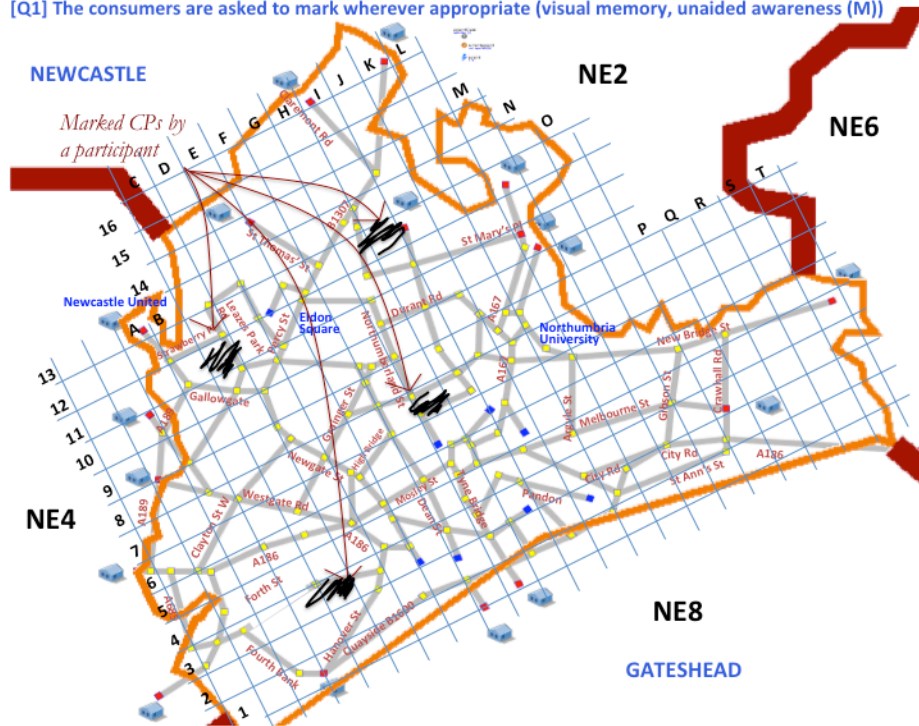 [Q1] The consumers are asked to mark wherever appropriate (visual memory, unaided awareness (M))
NEWCASTLE
NE2
NE6
Marked CPs by
a participant
C D E F G H I J K L
M N O
P Q R S T
A B
16
15
14
13
12
11
10
9
8
7
6
5
4
3
2
1
Claremont Rd
B1307
St Thomas' St
St Mary's
Newcastle United
Strawberry
Leazes Park
Percy St
Eldon
Square
Northumberland St
Durant Rd
A167
Northumbria
University
New Bridge St
A167
Gallowgate
Grainger St
High Bridge
Argyle St
Melbourne St
Gibson St
Crawhall Rd
A189
Newgate St
City Rd
City Rd
St Ann's St
A186
Westgate Rd
Mosley St
Dean St
Tyne Bridge
Pandon
NE4
A189
Clayton St W
A186
A186
Forth St
Hanover St
Quayside B1600
Fourth Bank
NE8
GATESHEAD